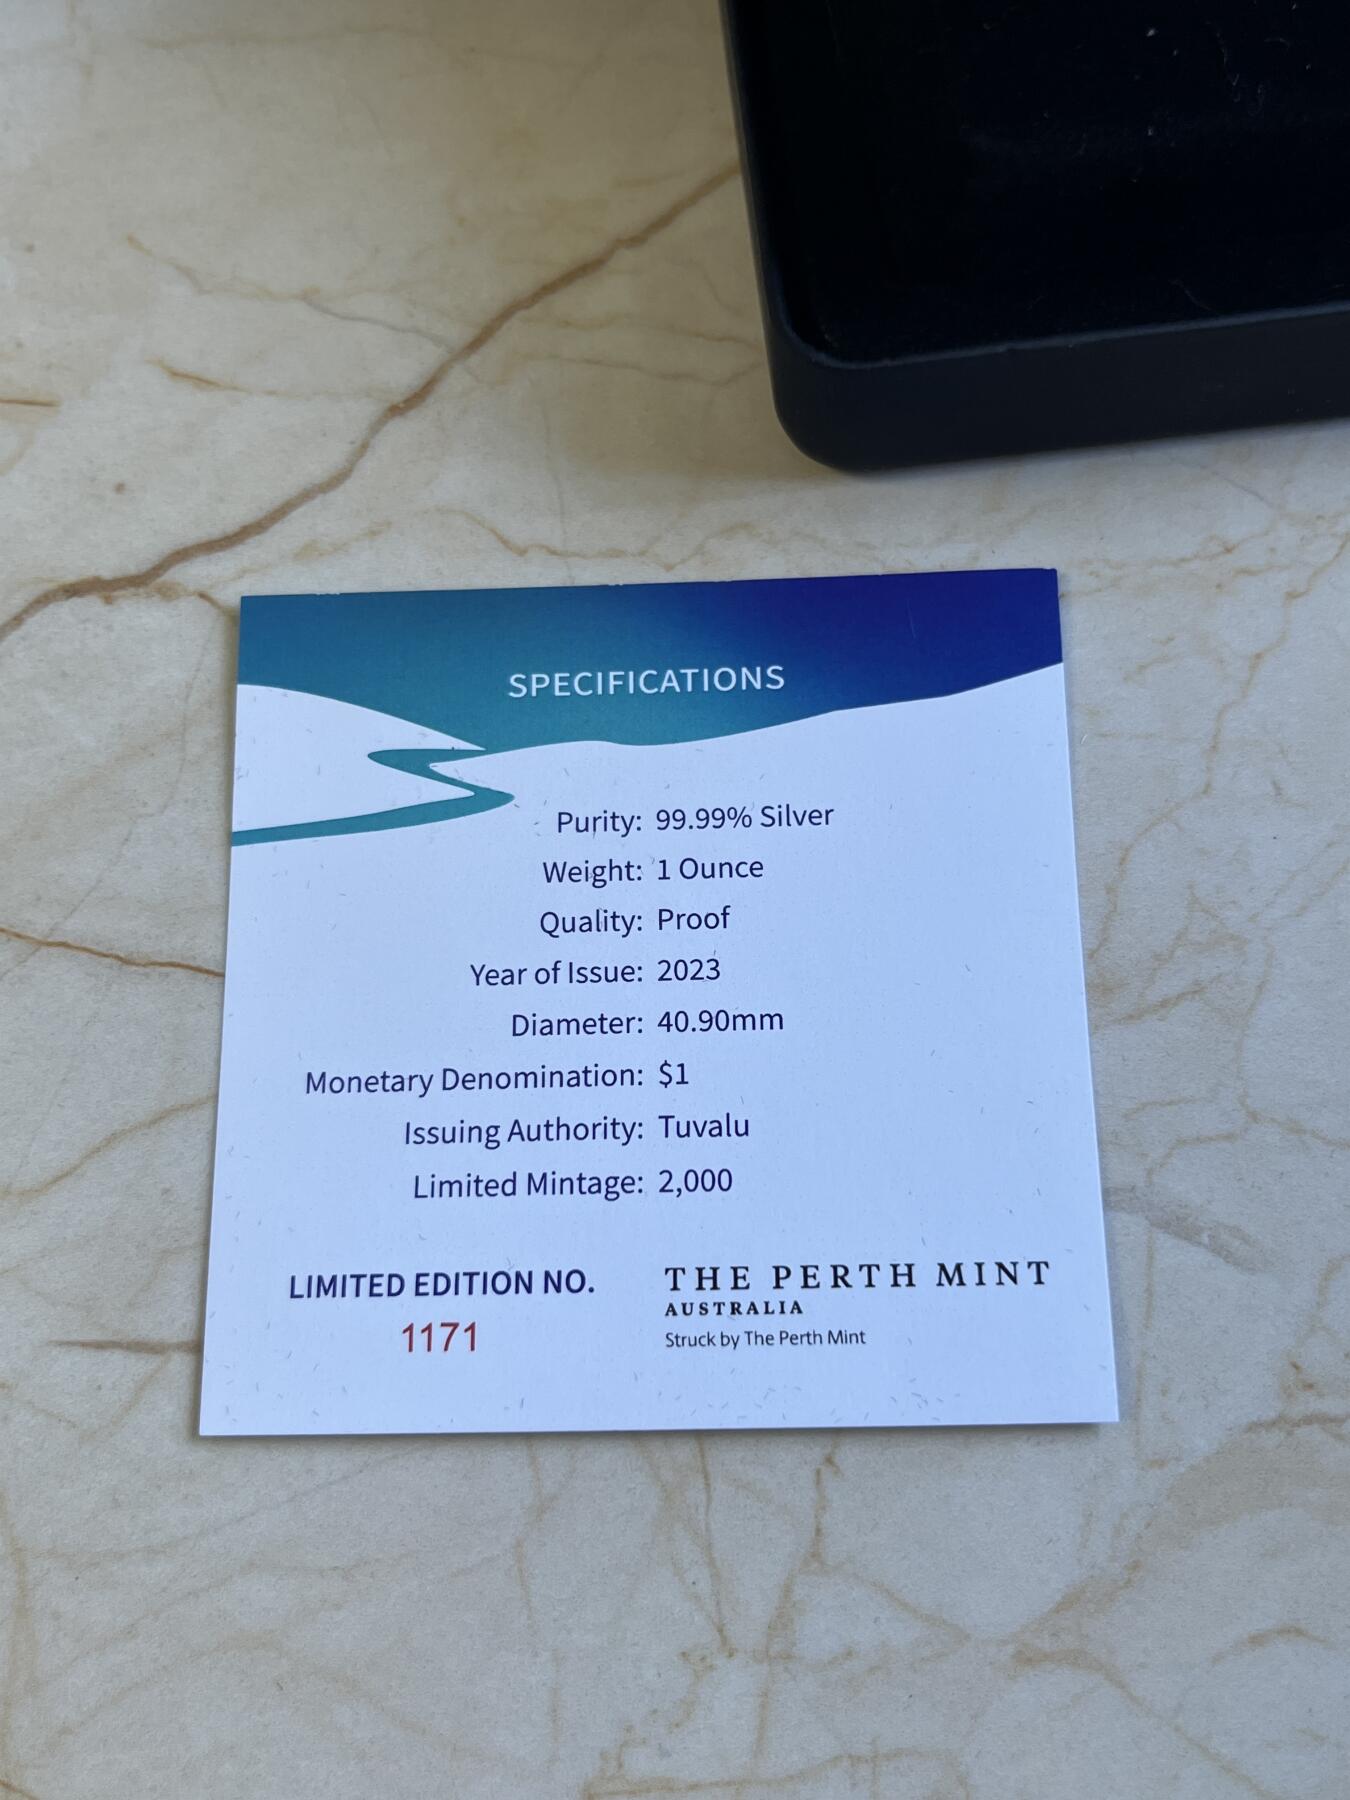 SPECIFICATIONS
Purity: 99.99% Silver
Weight: 1 Ounce
Quality: Proof
Year of Issue: 2023
Diameter: 40.90mm
Monetary Denomination: $1
Issuing Authority: Tuvalu
Limited Mintage: 2,000
LIMITED EDITION NO.
1171
THE PERTH MINT
AUSTRALIA
Struck by The Perth Mint